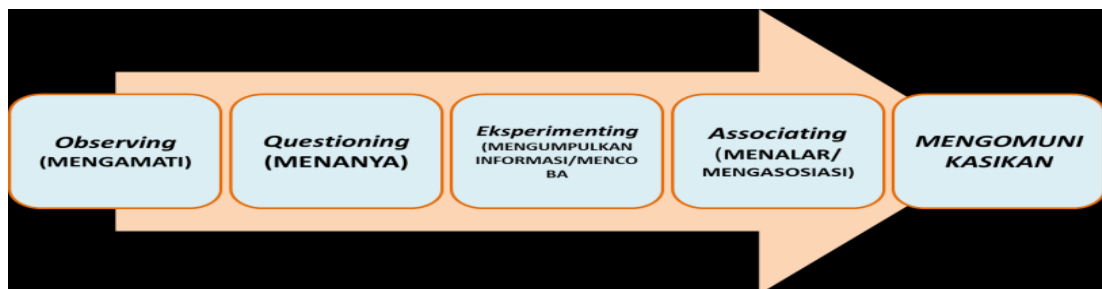 Observing
(MENGAMATI)
Questioning
(MENANYA)
Eksperimenting
(MENGUMPULKAN
INFORMASI/MENCO
BA
Associating
(MENALAR/
MENGASOSIASI)
MENGOMUNI
KASIKAN